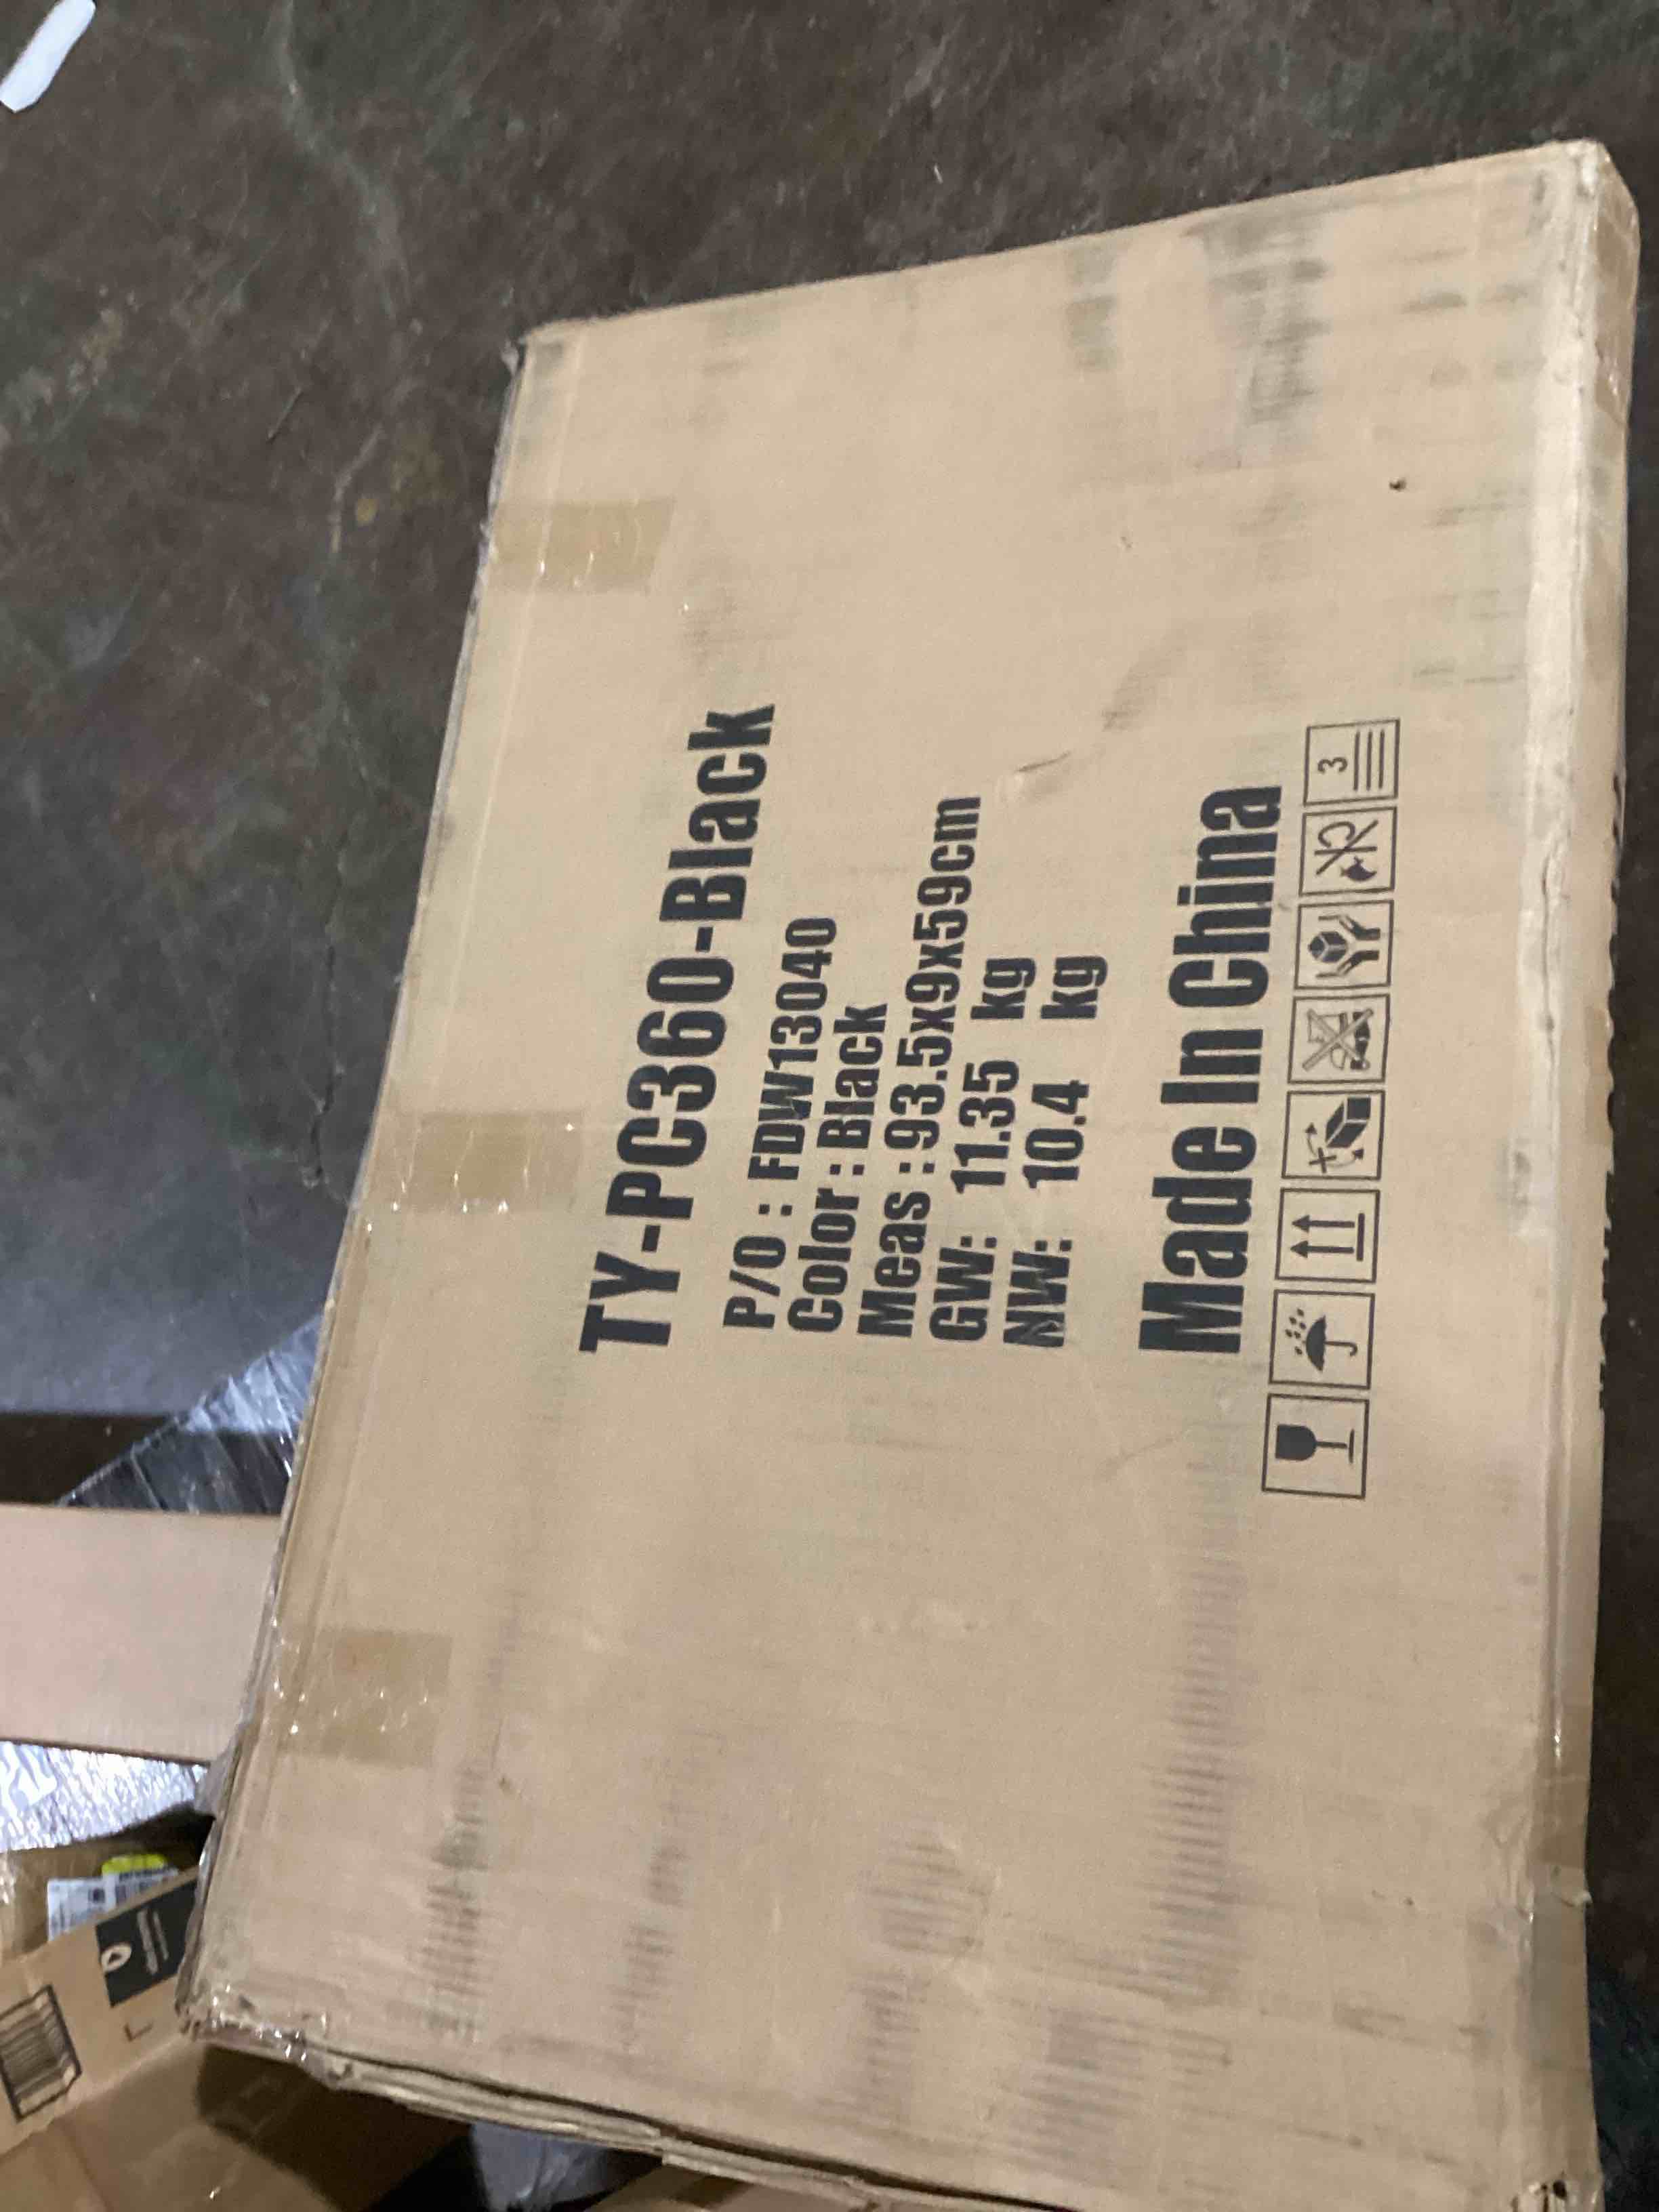 TY-PC360-Black
P/O : FDW13040
Color : Black
Meas : 93.5x9x59cm
GW: 11.35 kg
NW: 10.4 kg
Made In China
3